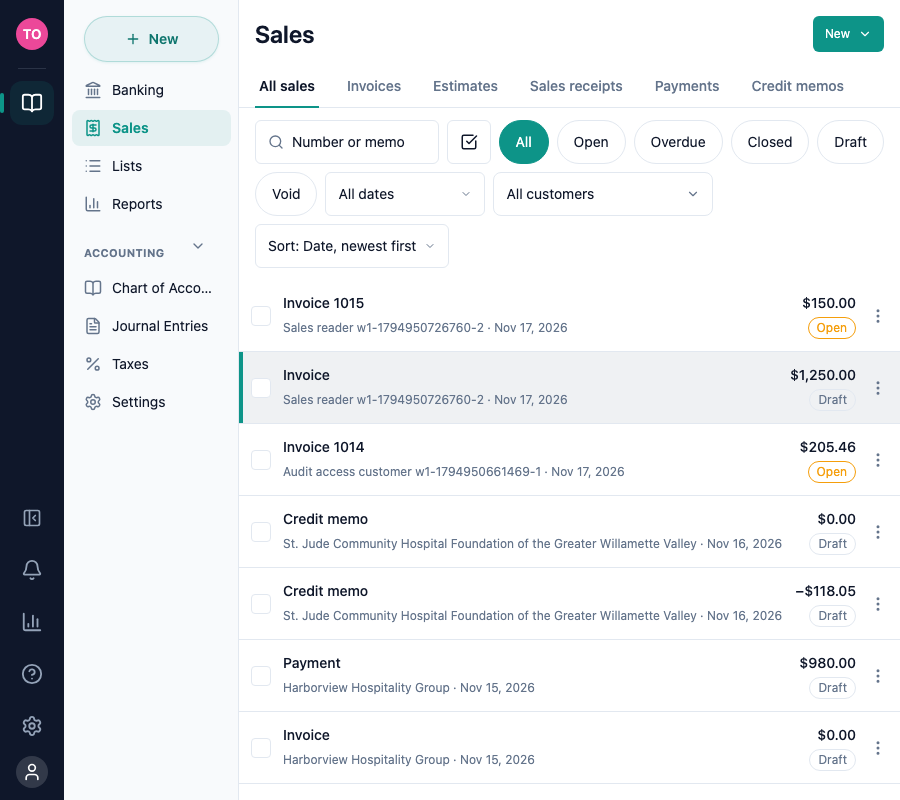 TO
New
Banking
Sales
Lists
Reports
ACCOUNTING
Chart of Acco...
Journal Entries
Taxes
Settings
Sales
New
All sales
Invoices
Estimates
Sales receipts
Payments
Credit memos
Number or memo
All
Open
Overdue
Closed
Draft
Void
All dates
All customers
Sort: Date, newest first
Invoice 1015
$150.00
Sales reader w1-1794950726760-2 · Nov 17, 2026
Open
Invoice
$1,250.00
Sales reader w1-1794950726760-2 · Nov 17, 2026
Draft
Invoice 1014
$205.46
Audit access customer w1-1794950661469-1 · Nov 17, 2026
Open
Credit memo
$0.00
St. Jude Community Hospital Foundation of the Greater Willamette Valley · Nov 16, 2026
Draft
Credit memo
−$118.05
St. Jude Community Hospital Foundation of the Greater Willamette Valley · Nov 16, 2026
Draft
Payment
$980.00
Harborview Hospitality Group · Nov 15, 2026
Draft
Invoice
$0.00
Harborview Hospitality Group · Nov 15, 2026
Draft